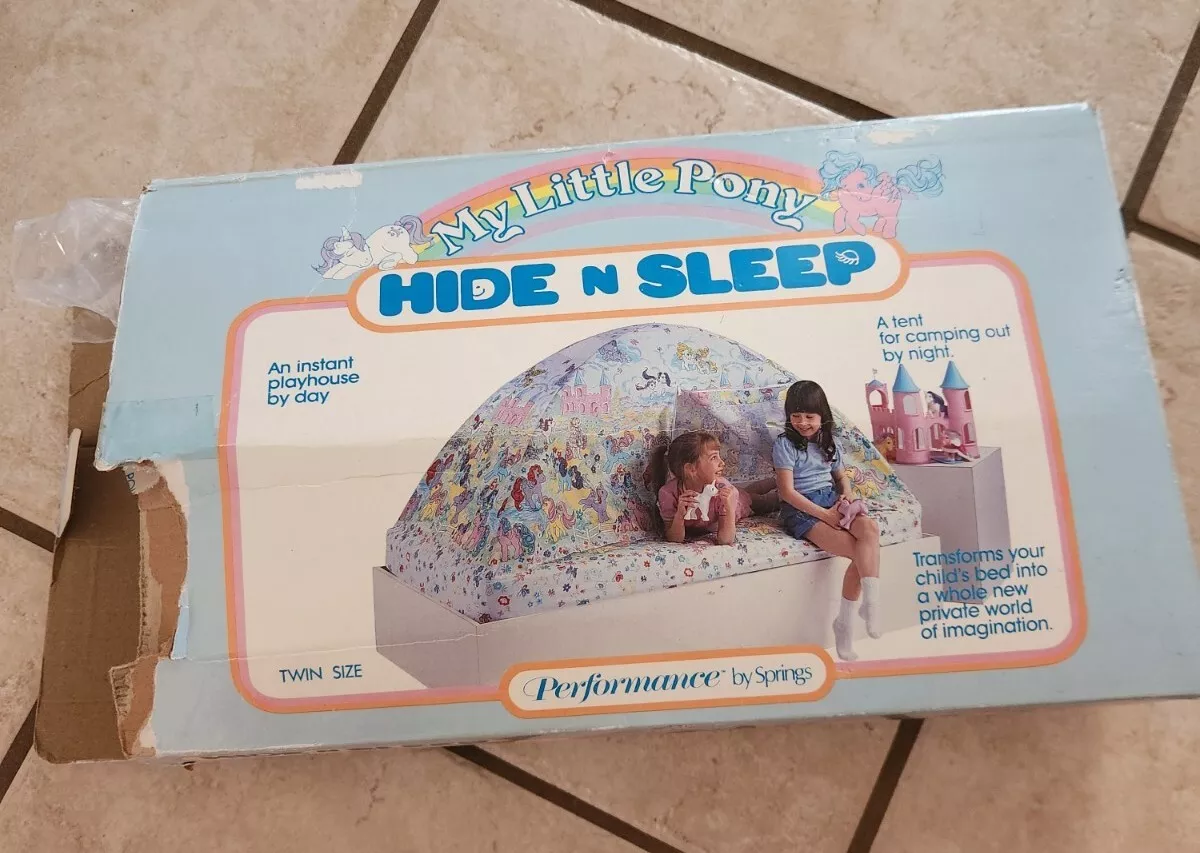 My Little Pony
HIDE N SLEEP
An instant
playhouse
by day
A tent
for camping out
by night.
Transforms your
child's bed into
a whole new
private world
of imagination.
TWIN SIZE
Performance™ by Springs